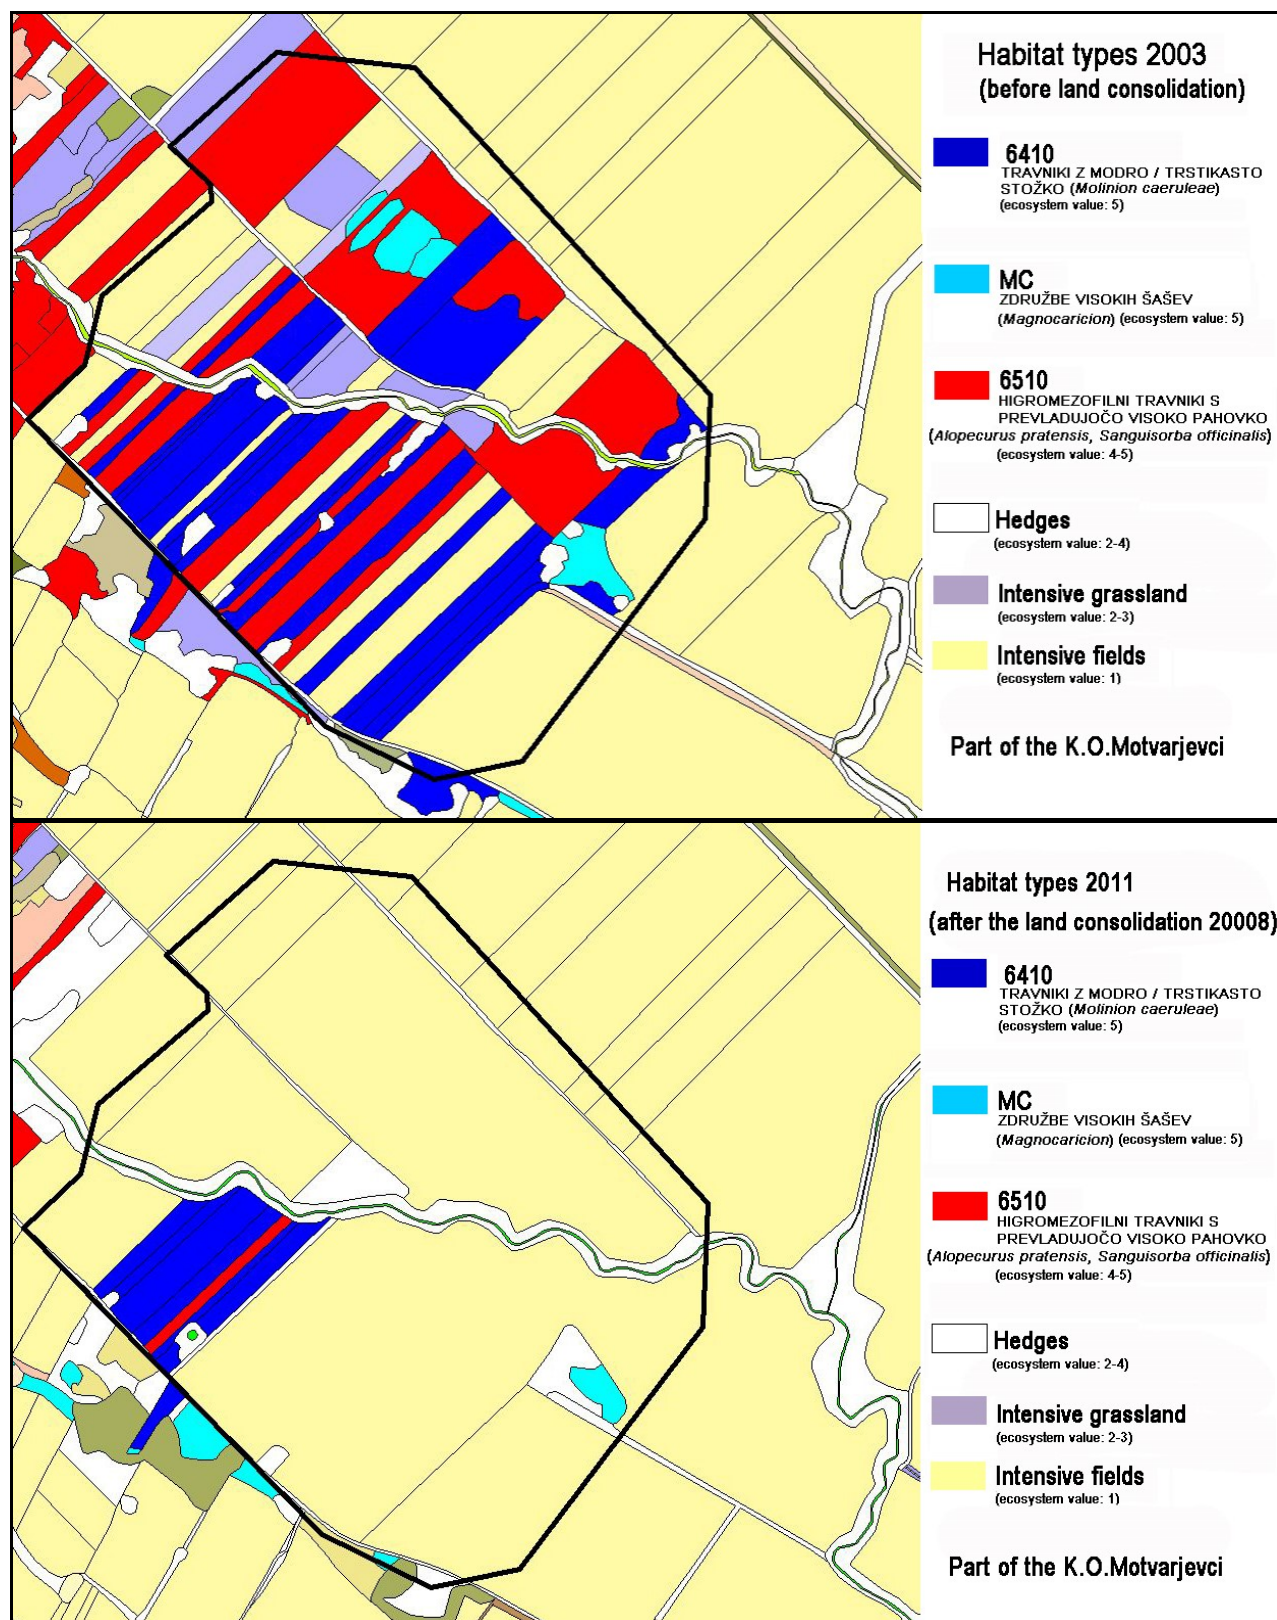 Habitat types 2003
(before land consolidation)
6410
TRAVNIKI Z MODRO / TRSTIKASTO
STOŽKO (Molinion caeruleae)
(ecosystem value: 5)
MC
ZDRUŽBE VISOKIH ŠAŠEV
(Magnocaricion) (ecosystem value: 5)
6510
HIGROMEZOFILNI TRAVNIKI S
PREVLADUJOČO VISOKO PAHOVKO
(Alopecurus pratensis, Sanguisorba officinalis)
(ecosystem value: 4-5)
Hedges
(ecosystem value: 2-4)
Intensive grassland
(ecosystem value: 2-3)
Intensive fields
(ecosystem value: 1)
Part of the K.O.Motvarjevci
Habitat types 2011
(after the land consolidation 20008)
6410
TRAVNIKI Z MODRO / TRSTIKASTO
STOŽKO (Molinion caeruleae)
(ecosystem value: 5)
MC
ZDRUŽBE VISOKIH ŠAŠEV
(Magnocaricion) (ecosystem value: 5)
6510
HIGROMEZOFILNI TRAVNIKI S
PREVLADUJOČO VISOKO PAHOVKO
(Alopecurus pratensis, Sanguisorba officinalis)
(ecosystem value: 4-5)
Hedges
(ecosystem value: 2-4)
Intensive grassland
(ecosystem value: 2-3)
Intensive fields
(ecosystem value: 1)
Part of the K.O.Motvarjevci